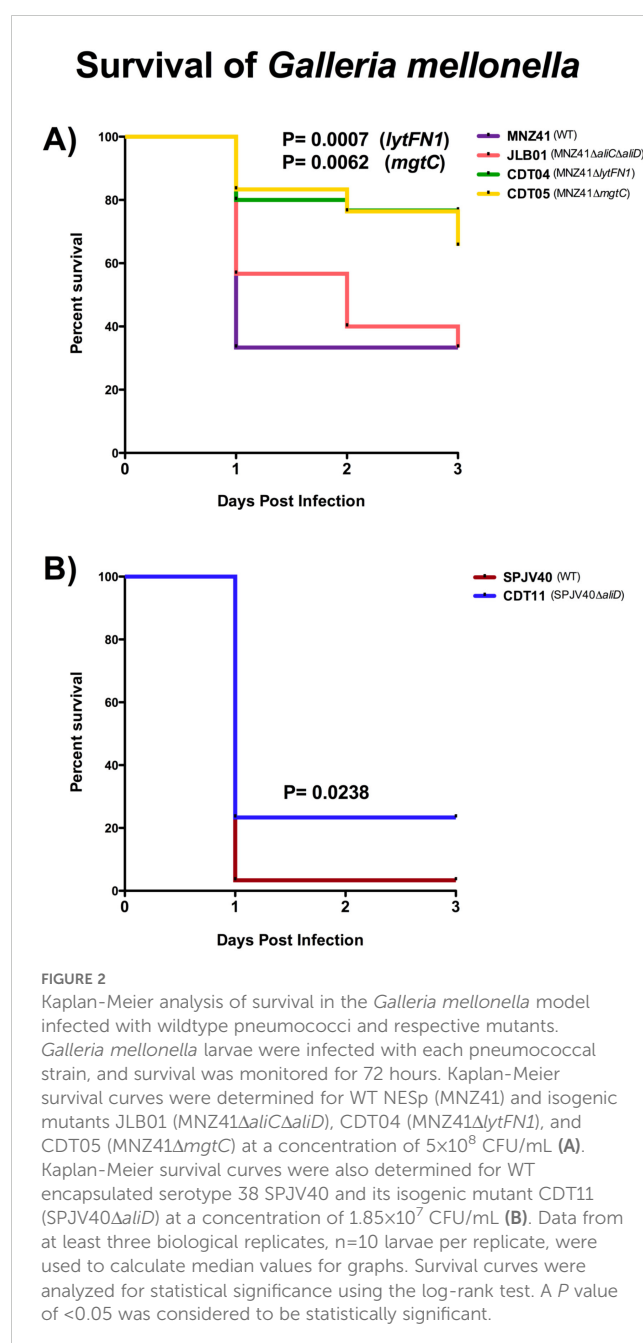 Survival of Galleria mellonella
A)
P= 0.0007 (lytFN1)
P= 0.0062 (mgtC)
MNZ41 (WT)
JLB01 (MNZ41ΔaliCΔaliD)
CDT04 (MNZ41ΔlytFN1)
CDT05 (MNZ41ΔmgtC)
Percent survival
100
80
60
40
20
0
0 1 2 3
Days Post Infection
B)
SPJV40 (WT)
CDT11 (SPJV40ΔaliD)
P= 0.0238
Percent survival
100
80
60
40
20
0
0 1 2 3
Days Post Infection
FIGURE 2
Kaplan-Meier analysis of survival in the Galleria mellonella model
infected with wildtype pneumococci and respective mutants.
Galleria mellonella larvae were infected with each pneumococcal
strain, and survival was monitored for 72 hours. Kaplan-Meier
survival curves were determined for WT NESp (MNZ41) and isogenic
mutants JLB01 (MNZ41ΔaliCΔaliD), CDT04 (MNZ41ΔlytFN1), and
CDT05 (MNZ41ΔmgtC) at a concentration of 5×10⁸ CFU/mL (A).
Kaplan-Meier survival curves were also determined for WT
encapsulated serotype 38 SPJV40 and its isogenic mutant CDT11
(SPJV40ΔaliD) at a concentration of 1.85×10⁷ CFU/mL (B). Data from
at least three biological replicates, n=10 larvae per replicate, were
used to calculate median values for graphs. Survival curves were
analyzed for statistical significance using the log-rank test. A P value
of <0.05 was considered to be statistically significant.